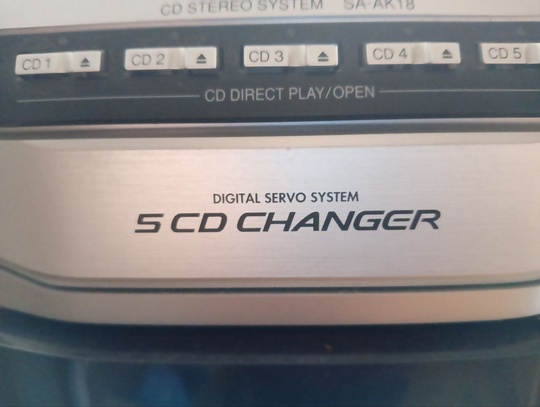 CD STEREO SYSTEM SA-AK18
CD 1 ⏏ CD 2 ⏏ CD 3 ⏏ CD 4 ⏏ CD 5
CD DIRECT PLAY/OPEN
DIGITAL SERVO SYSTEM
5 CD CHANGER